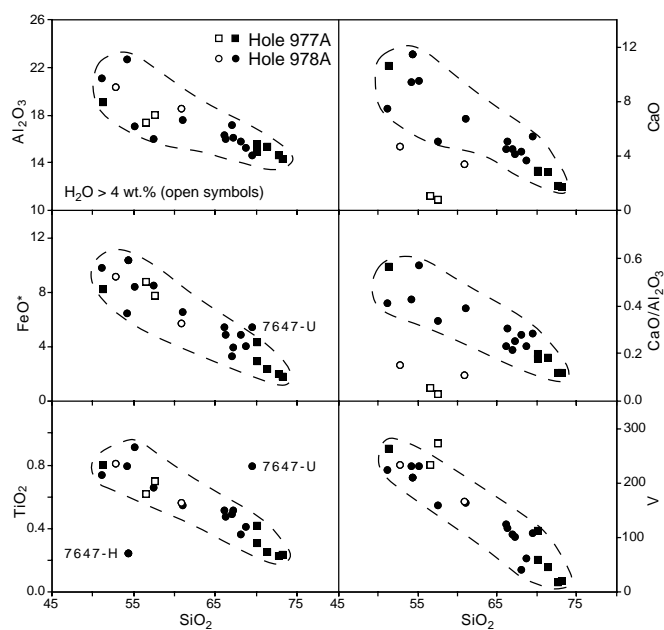 26
22
18
14
10
Al₂O₃
Hole 977A
Hole 978A
H₂O > 4 wt.% (open symbols)
12
8
4
0
CaO
12
8
4
0
FeO*
7647-U
0.6
0.4
0.2
0.0
CaO/Al₂O₃
0.8
0.4
0.0
TiO₂
7647-U
7647-H
300
200
100
0
V
45 55 65 75
SiO₂
45 55 65 75
SiO₂